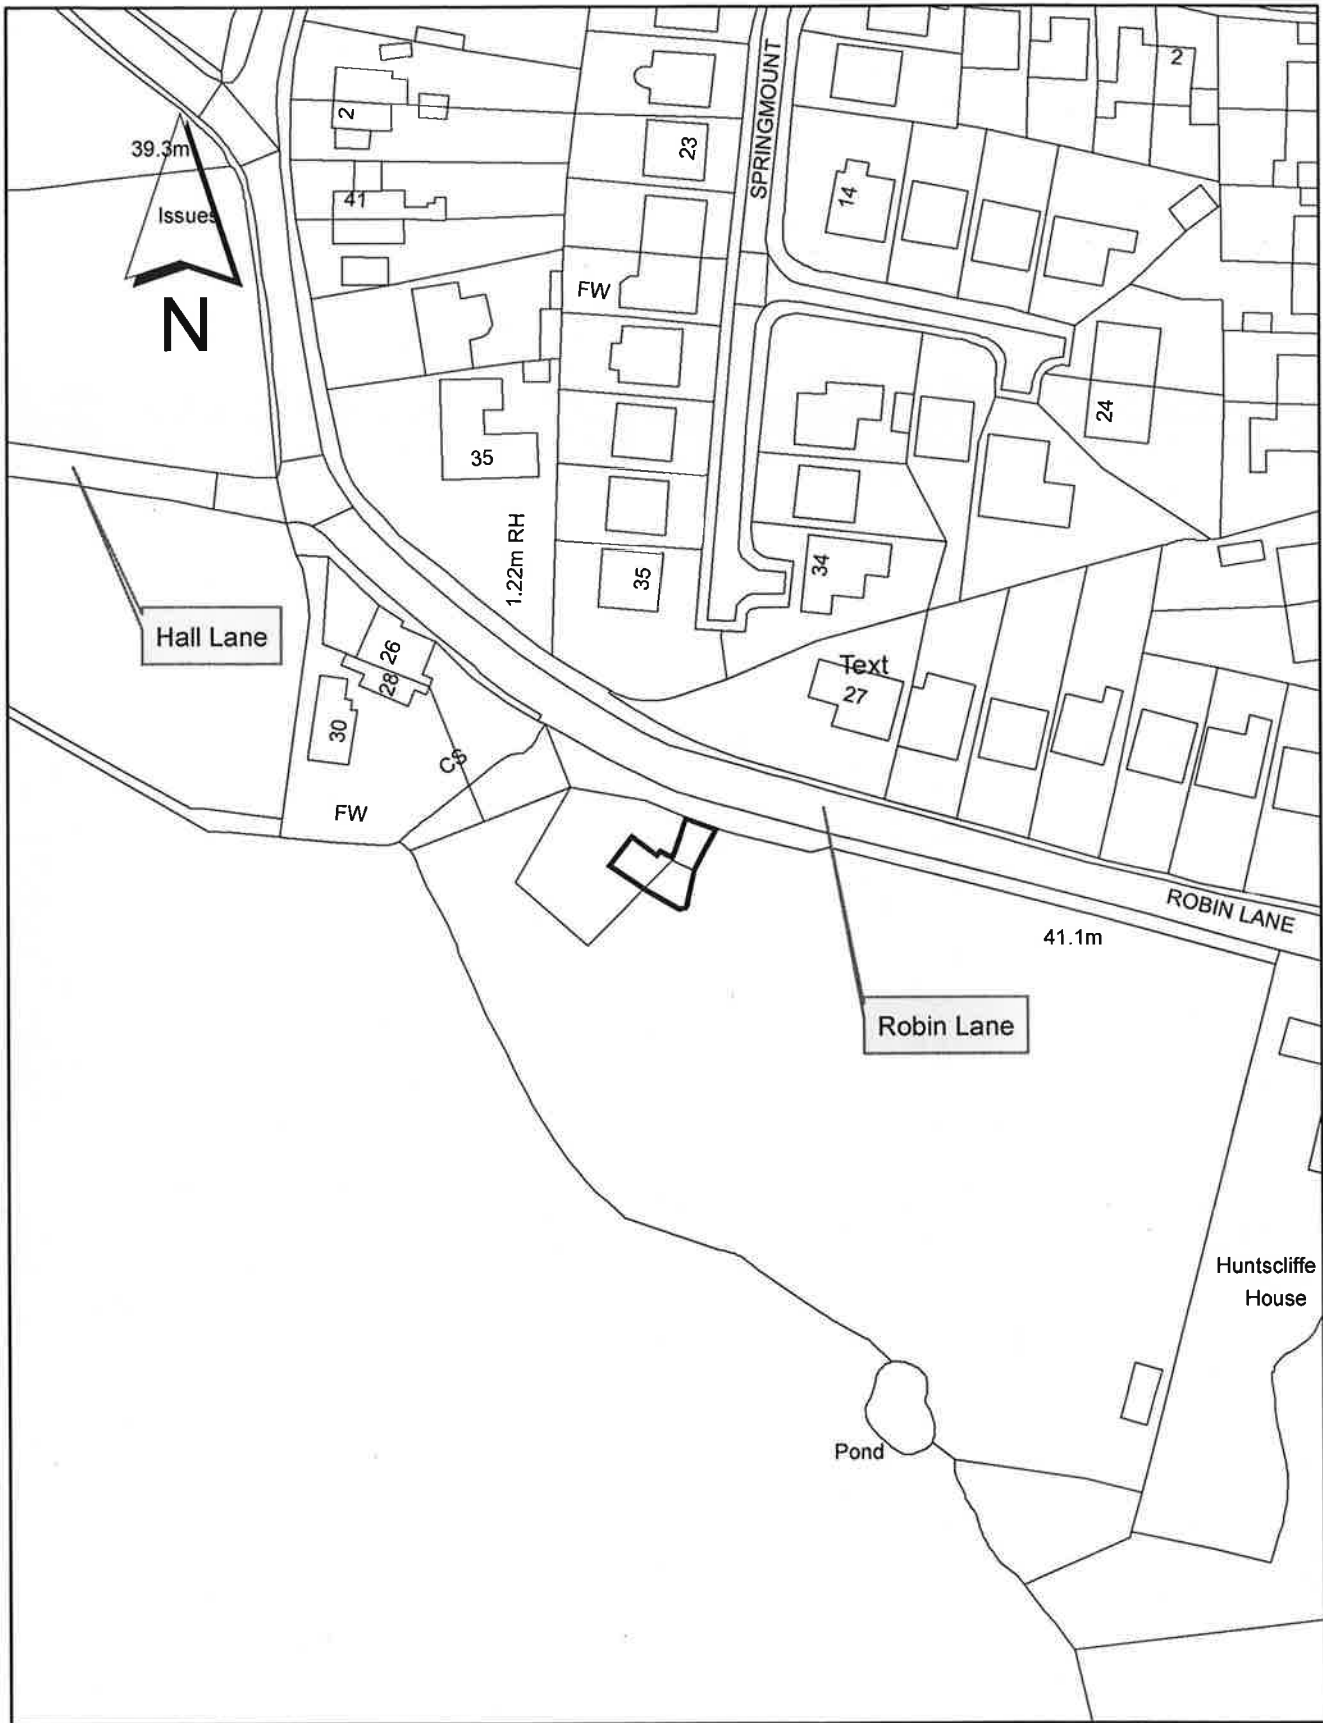 SPRINGMOUNT
2
2
39.3m
23
41
14
Issues
FW
N
24
35
1.22m RH
35
34
Hall Lane
26
28
Text
27
30
CS
FW
ROBIN LANE
41.1m
Robin Lane
Huntscliffe
House
Pond